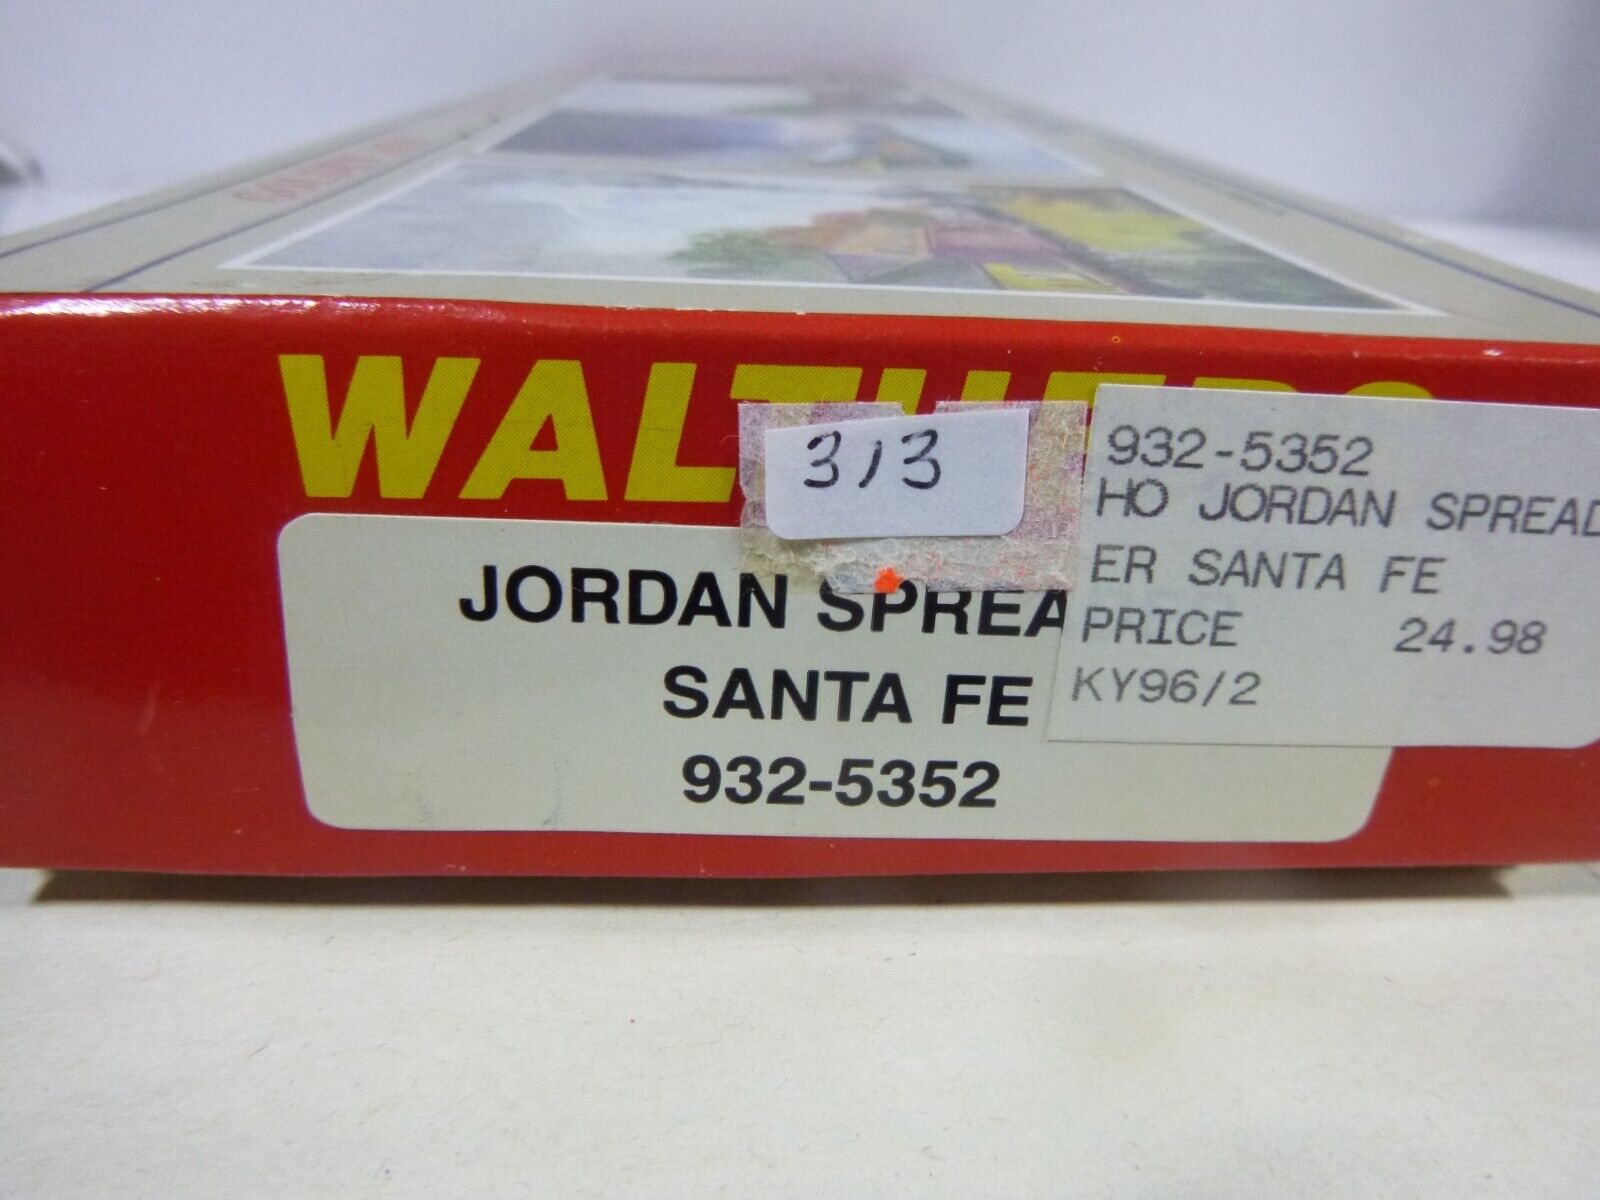 WALTHERS
313
932-5352
HO JORDAN SPREAD
ER SANTA FE
PRICE 24.98
KY96/2
JORDAN SPREA
SANTA FE
932-5352